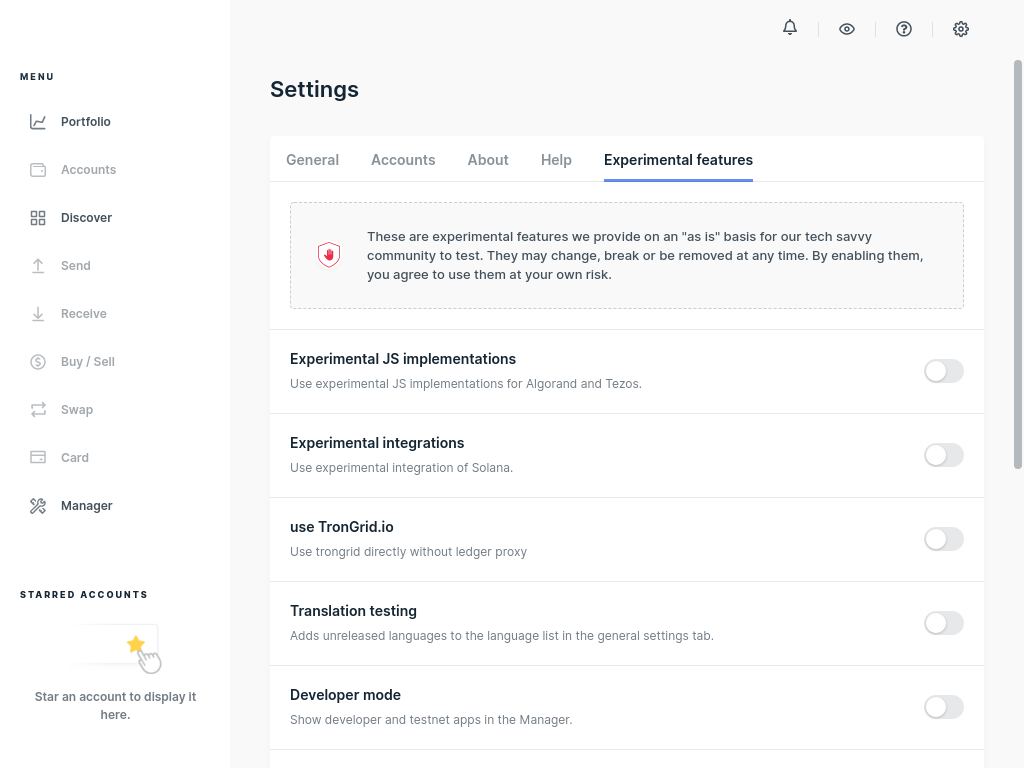 MENU
Portfolio
Accounts
Discover
Send
Receive
Buy / Sell
Swap
Card
Manager
STARRED ACCOUNTS
Star an account to display it
here.
Settings
General Accounts About Help Experimental features
These are experimental features we provide on an "as is" basis for our tech savvy
community to test. They may change, break or be removed at any time. By enabling them,
you agree to use them at your own risk.
Experimental JS implementations
Use experimental JS implementations for Algorand and Tezos.
Experimental integrations
Use experimental integration of Solana.
use TronGrid.io
Use trongrid directly without ledger proxy
Translation testing
Adds unreleased languages to the language list in the general settings tab.
Developer mode
Show developer and testnet apps in the Manager.